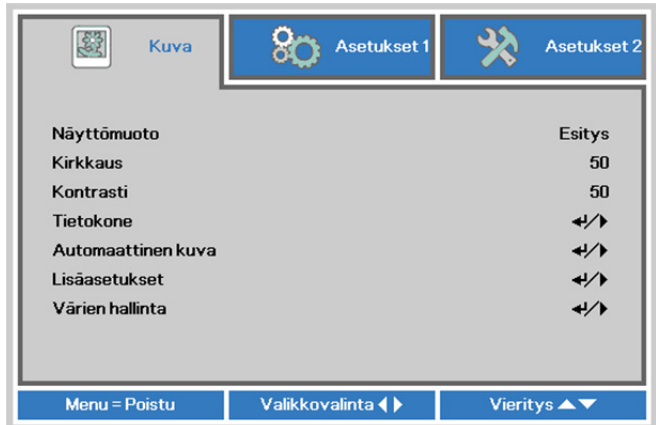 Kuva Asetukset 1 Asetukset 2
Näyttömuoto Esitys
Kirkkaus 50
Kontrasti 50
Tietokone ↵/▶
Automaattinen kuva ↵/▶
Lisäasetukset ↵/▶
Värien hallinta ↵/▶
Menu = Poistu Valikkovalinta ◀▶ Vieritys ▲▼